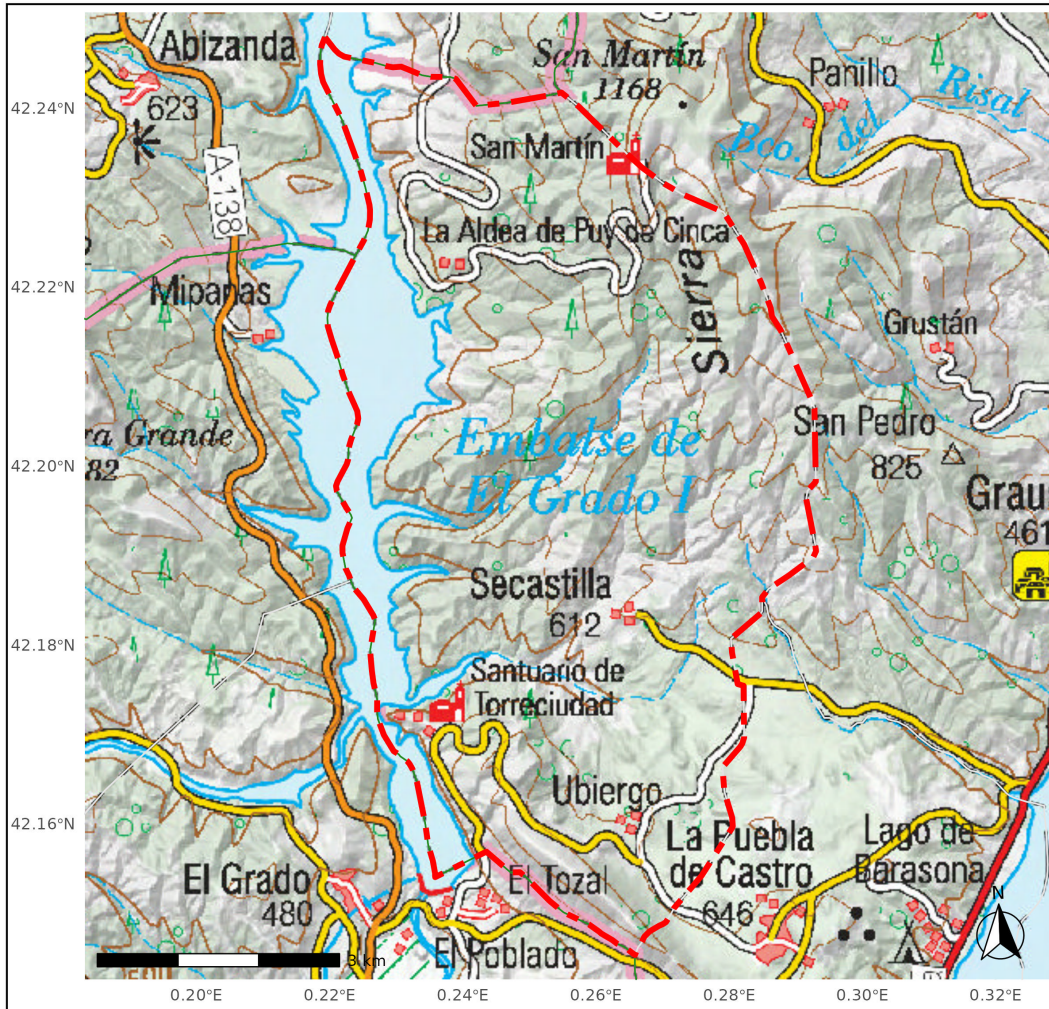 Abizanda
623
San Martín
1168
Panillo
Bco. del Risal
42.24°N
A 138
San Martín
La Aldea de Puy de Cinca
42.22°N
Mipanas
Sierra
Grustán
ra Grande
82
San Pedro
825
42.20°N
Embalse de
El Grado I
Graus
461
Secastilla
612
42.18°N
Santuario de
Torreciudad
Ubiergo
42.16°N
La Puebla
de Castro
646
Lago de
Barasona
El Grado
480
El Tozal
El Poblado
N
3 km
0.20°E
0.22°E
0.24°E
0.26°E
0.28°E
0.30°E
0.32°E